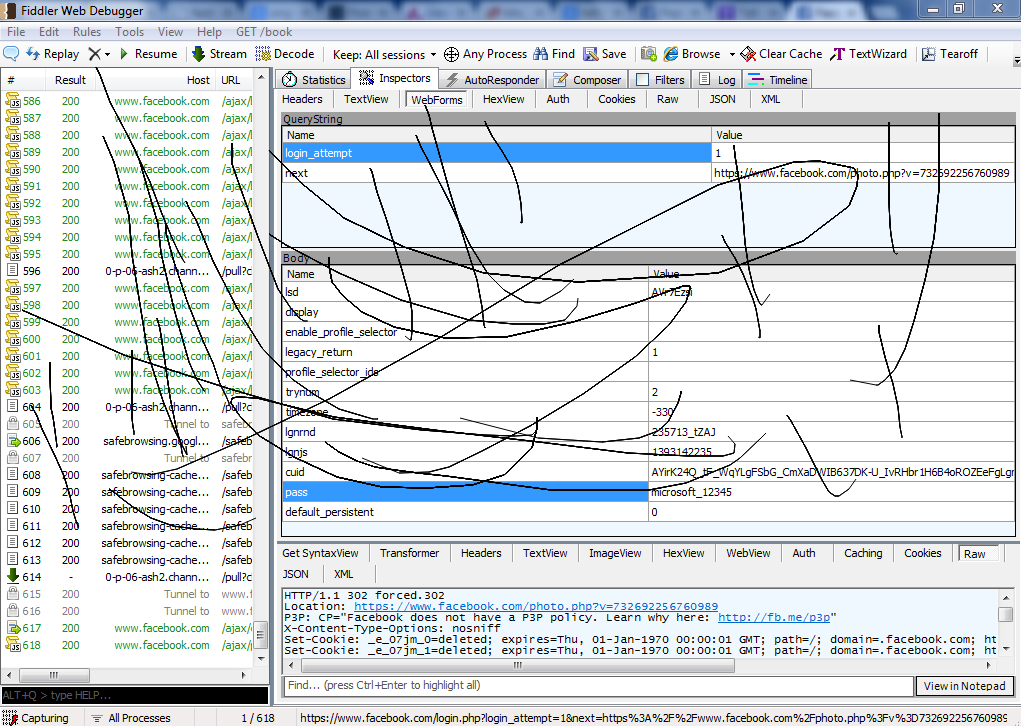 Fiddler Web Debugger
File Edit Rules Tools View Help GET /book
Replay Resume Stream Decode Keep: All sessions Any Process Find Save Browse Clear Cache TextWizard Tearoff
# Result Host URL
Statistics Inspectors AutoResponder Composer Filters Log Timeline
Headers TextView WebForms HexView Auth Cookies Raw JSON XML
586 200 www.facebook.com /ajax/
587 200 www.facebook.com /ajax/
588 200 www.facebook.com /ajax/
589 200 www.facebook.com /ajax/
590 200 www.facebook.com /ajax/
591 200 www.facebook.com /ajax/
592 200 www.facebook.com /ajax/
593 200 www.facebook.com /ajax/
594 200 www.facebook.com /ajax/
595 200 www.facebook.com /ajax/
596 200 0-p-06-ash2.chann... /pull?c
597 200 www.facebook.com /ajax/
598 200 www.facebook.com /ajax/
599 200 www.facebook.com /ajax/
600 200 www.facebook.com /ajax/
601 200 www.facebook.com /ajax/
602 200 www.facebook.com /ajax/
603 200 www.facebook.com /ajax/
604 200 0-p-06-ash2.chann... /pull?c
605 200 Tunnel to safeb
606 200 safebrowsing.googl... /safeb
607 200 Tunnel to safeb
608 200 safebrowsing-cache... /safeb
609 200 safebrowsing-cache... /safeb
610 200 safebrowsing-cache... /safeb
611 200 safebrowsing-cache... /safeb
612 200 safebrowsing-cache... /safeb
613 200 safebrowsing-cache... /safeb
614 - 0-p-06-ash2.chann... /pull?c
615 200 Tunnel to www.f
616 200 Tunnel to www.f
617 200 www.facebook.com /ajax/
618 200 www.facebook.com /ajax/
QueryString
Name Value
login_attempt 1
next https://www.facebook.com/photo.php?v=732692256760989
Body
Name Value
lsd AVr7Ezsi
display
enable_profile_selector
legacy_return 1
profile_selector_ids
trynum 2
timezone -330
lgnrnd 235713_tZAJ
lgnjs 1393142235
cuid
pass microsoft_12345
default_persistent 0
Get SyntaxView Transformer Headers TextView ImageView HexView WebView Auth Caching Cookies Raw
JSON XML
HTTP/1.1 302 forced.302
Location: https://www.facebook.com/photo.php?v=732692256760989
P3P: CP="Facebook does not have a P3P policy. Learn why here: http://fb.me/p3p"
X-Content-Type-Options: nosniff
Set-Cookie: _e_07jm_0=deleted; expires=Thu, 01-Jan-1970 00:00:01 GMT; path=/; domain=.facebook.com; ht
Set-Cookie: _e_07jm_1=deleted; expires=Thu, 01-Jan-1970 00:00:01 GMT; path=/; domain=.facebook.com; ht
Find... (press Ctrl+Enter to highlight all) View in Notepad
ALT+Q > type HELP...
Capturing All Processes 1 / 618 https://www.facebook.com/login.php?login_attempt=1&next=https%3A%2F%2Fwww.facebook.com%2Fphoto.php%3Fv%3D732692256760989